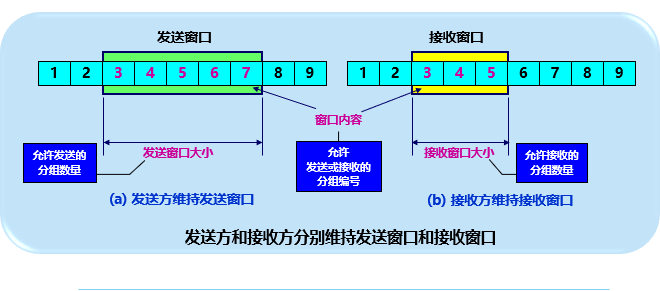 发送窗口
接收窗口
1 2 3 4 5 6 7 8 9
1 2 3 4 5 6 7 8 9
窗口内容
允许发送的
分组数量
发送窗口大小
允许
发送或接收的
分组编号
接收窗口大小
允许接收的
分组数量
(a) 发送方维持发送窗口
(b) 接收方维持接收窗口
发送方和接收方分别维持发送窗口和接收窗口